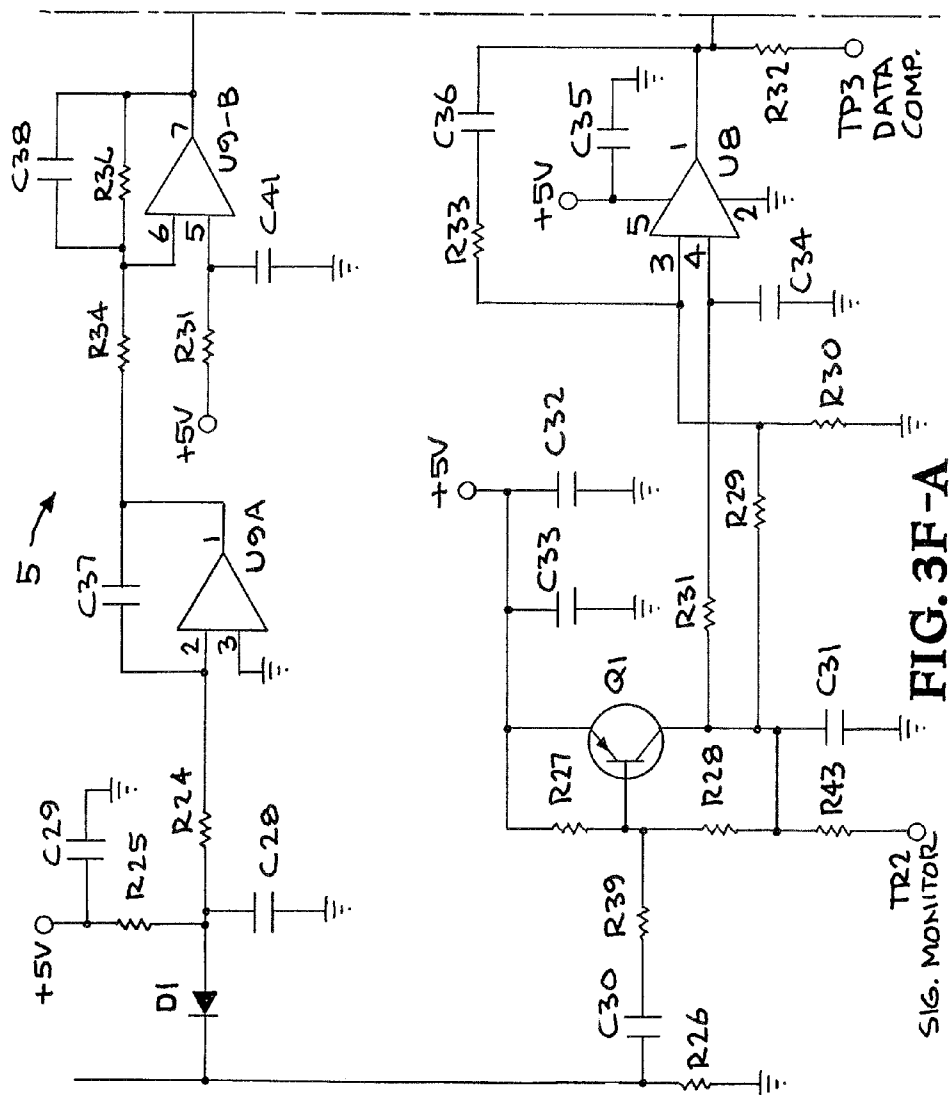 5
+5V
C29
R25
D1
R24
C28
C37
2
3
1
U9A
R34
C38
R36
6
5
7
U9-B
+5V
R31
C41
+5V
C33
C32
R27
Q1
R28
C30
R39
R26
R43
C31
TR2
SIG. MONITOR
R31
R29
R30
R33
C36
+5V
C35
3
4
5
1
2
U8
C34
R32
TP3
DATA
COMP.
FIG. 3F-A